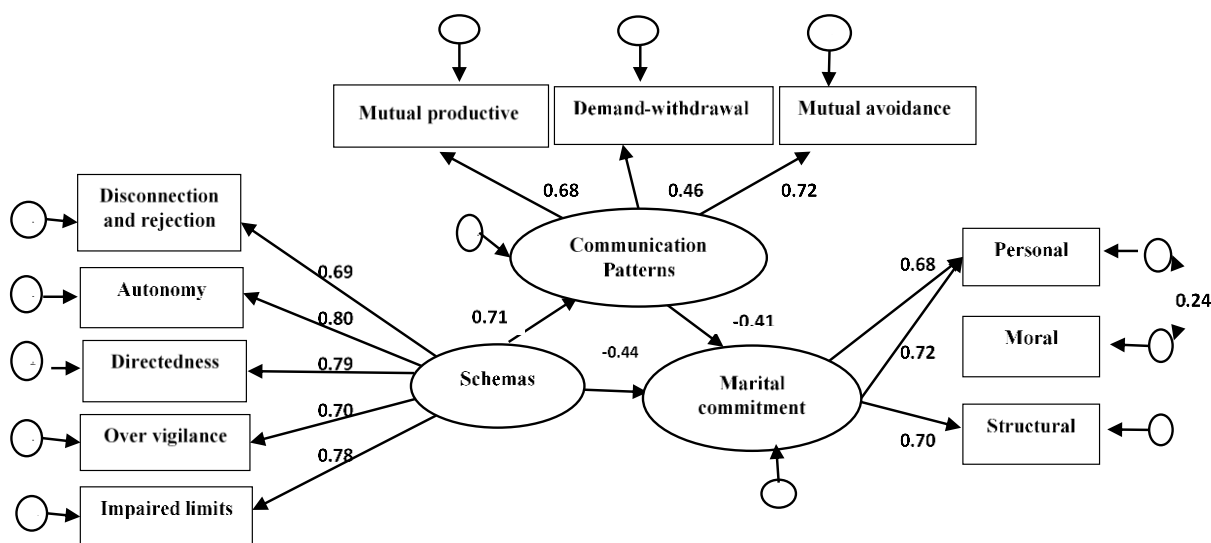 Mutual productive
Demand-withdrawal
Mutual avoidance
0.68
0.46
0.72
Disconnection
and rejection
Autonomy
Directedness
Over vigilance
Impaired limits
0.69
0.80
0.79
0.70
0.78
Communication
Patterns
0.71
-0.41
-0.44
Schemas
Marital
commitment
0.68
0.72
0.70
Personal
Moral
Structural
0.24